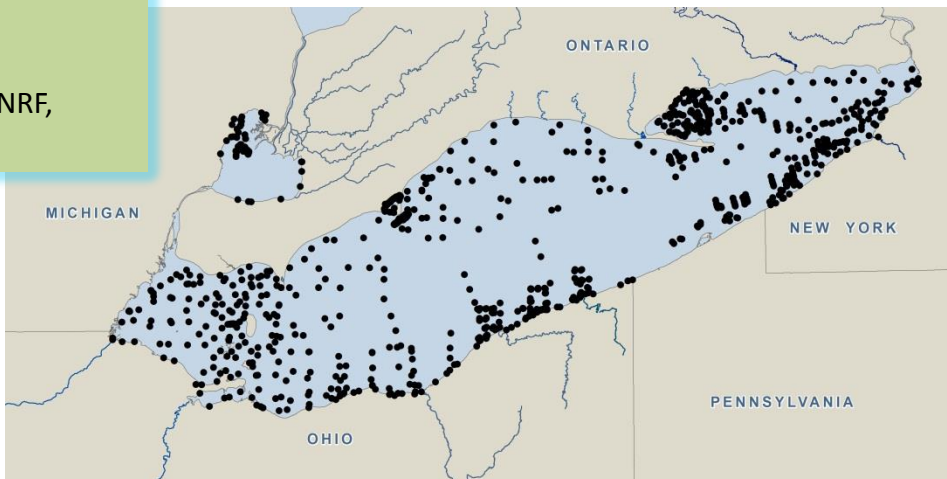 NRF,
ONTARIO
MICHIGAN
NEW YORK
PENNSYLVANIA
OHIO